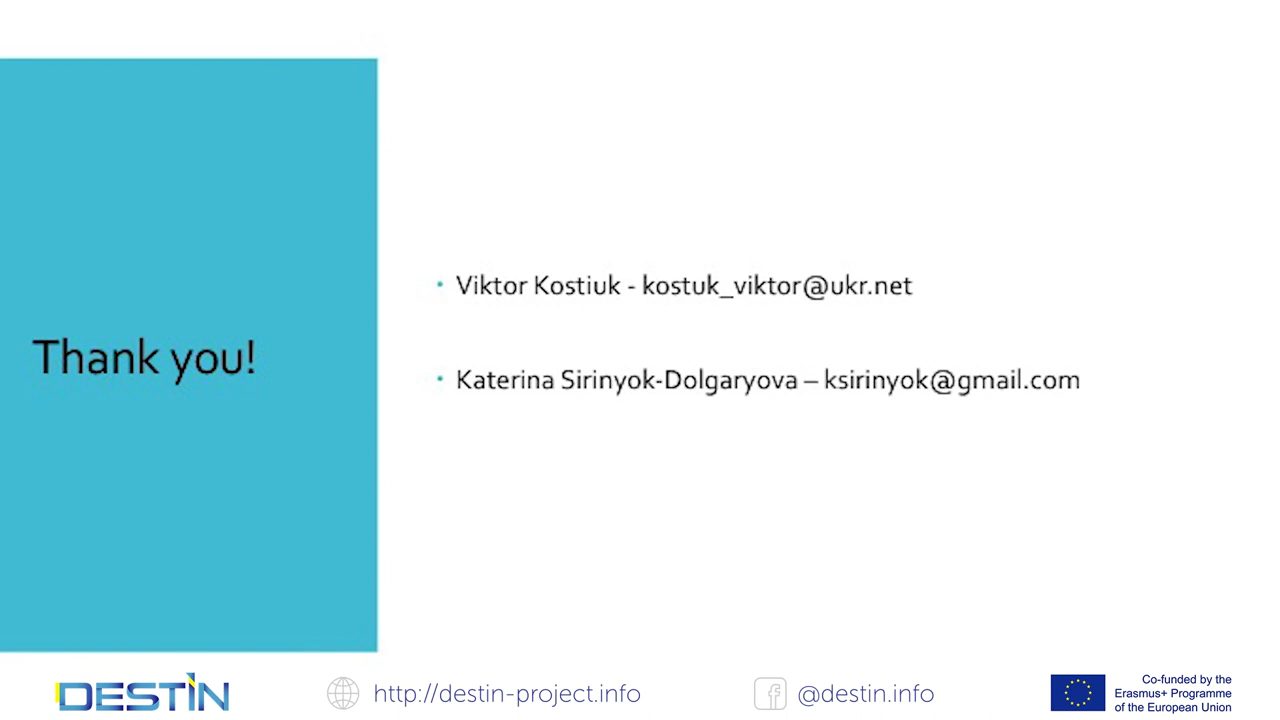 Thank you!
Viktor Kostiuk - kostuk_viktor@ukr.net
Katerina Sirinyok-Dolgaryova – ksirinyok@gmail.com
DESTIN
http://destin-project.info
@destin.info
Co-funded by the
Erasmus+ Programme
of the European Union